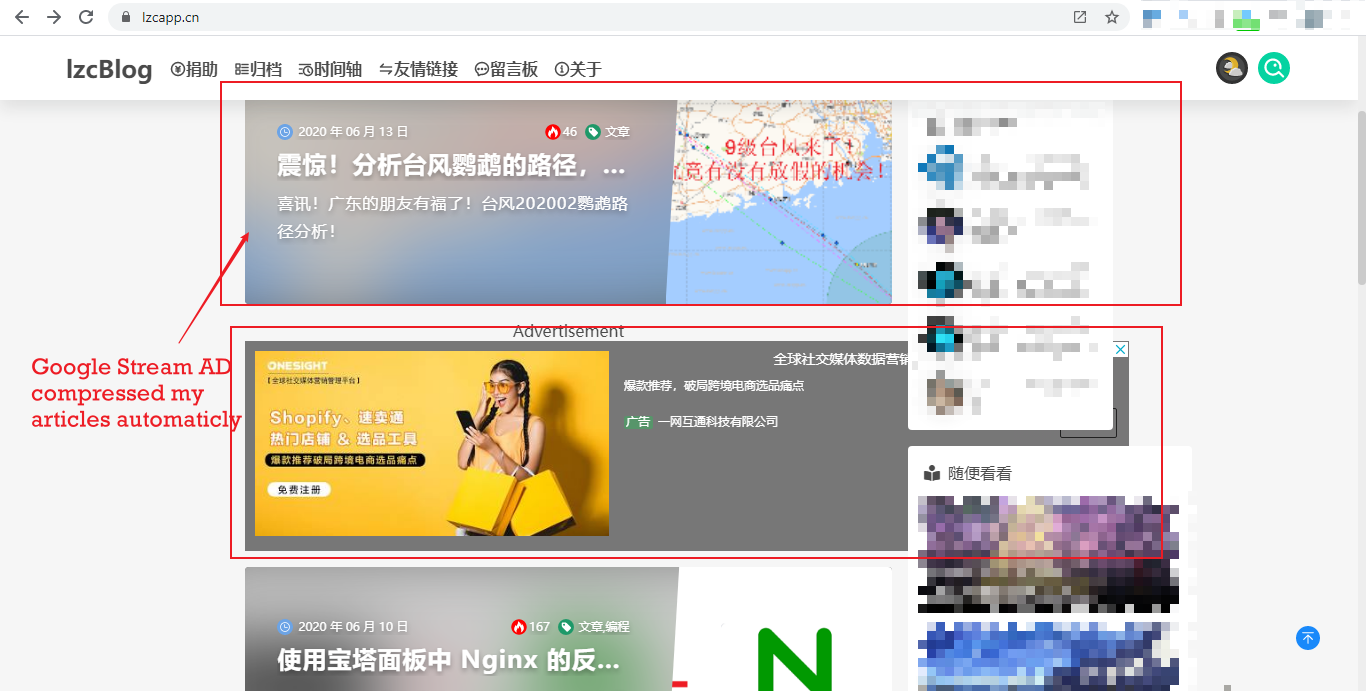 lzcapp.cn
lzcBlog
捐助
归档
时间轴
友情链接
留言板
关于
2020 年 06 月 13 日
46
文章
震惊！分析台风鹦鹉的路径，...
喜讯！广东的朋友有福了！台风202002鹦鹉路
径分析！
9级台风来了！
究竟有没有放假的机会！
Google Stream AD
compressed my
articles automaticly
Advertisement
ONESIGHT
【全球社交媒体营销管理平台】
Shopify、速卖通
热门店铺 & 选品工具
爆款推荐破局跨境电商选品痛点
免费注册
全球社交媒体数据营销
爆款推荐，破局跨境电商选品痛点
广告
一网互通科技有限公司
随便看看
2020 年 06 月 10 日
167
文章,编程
使用宝塔面板中 Nginx 的反...
N